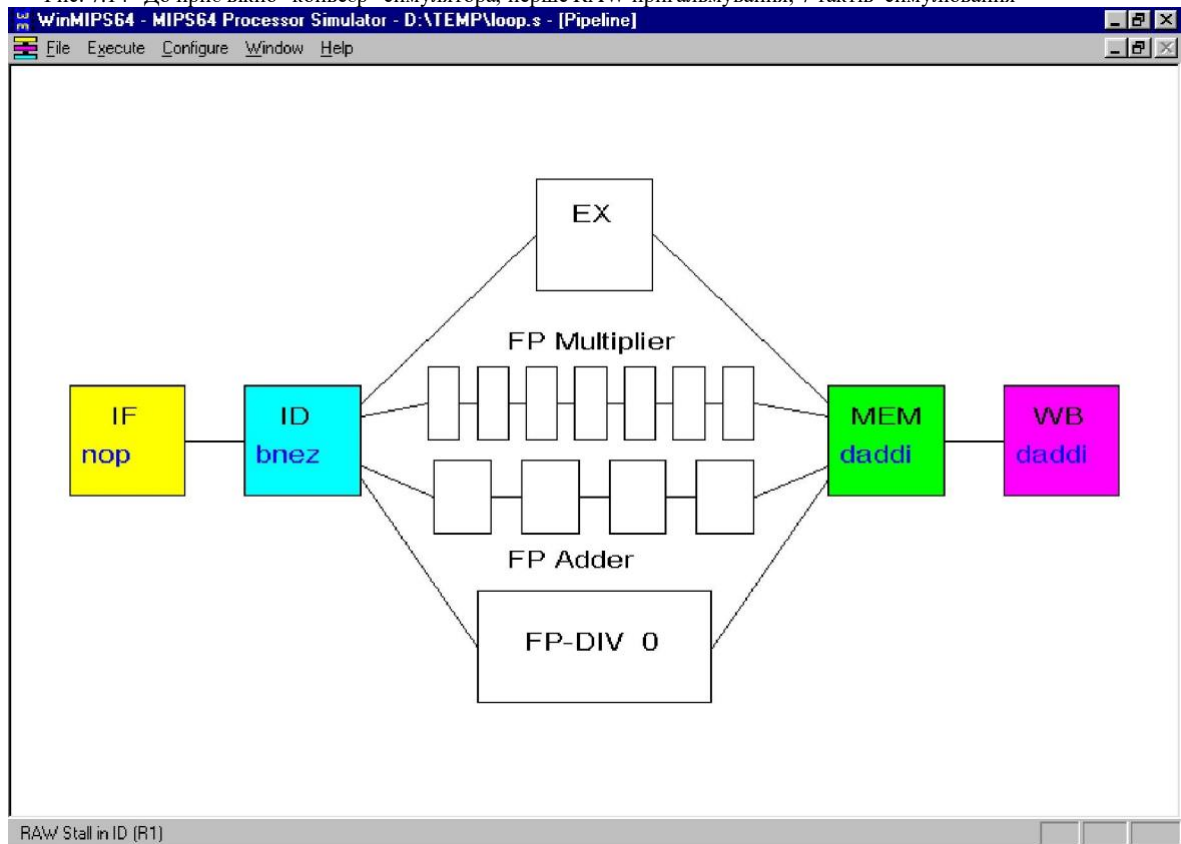 WinMIPS64 - MIPS64 Processor Simulator - D:\TEMP\loop.s - [Pipeline]
File Execute Configure Window Help
EX
FP Multiplier
IF
nop
ID
bnez
MEM
daddi
WB
daddi
FP Adder
FP-DIV 0
RAW Stall in ID (R1)